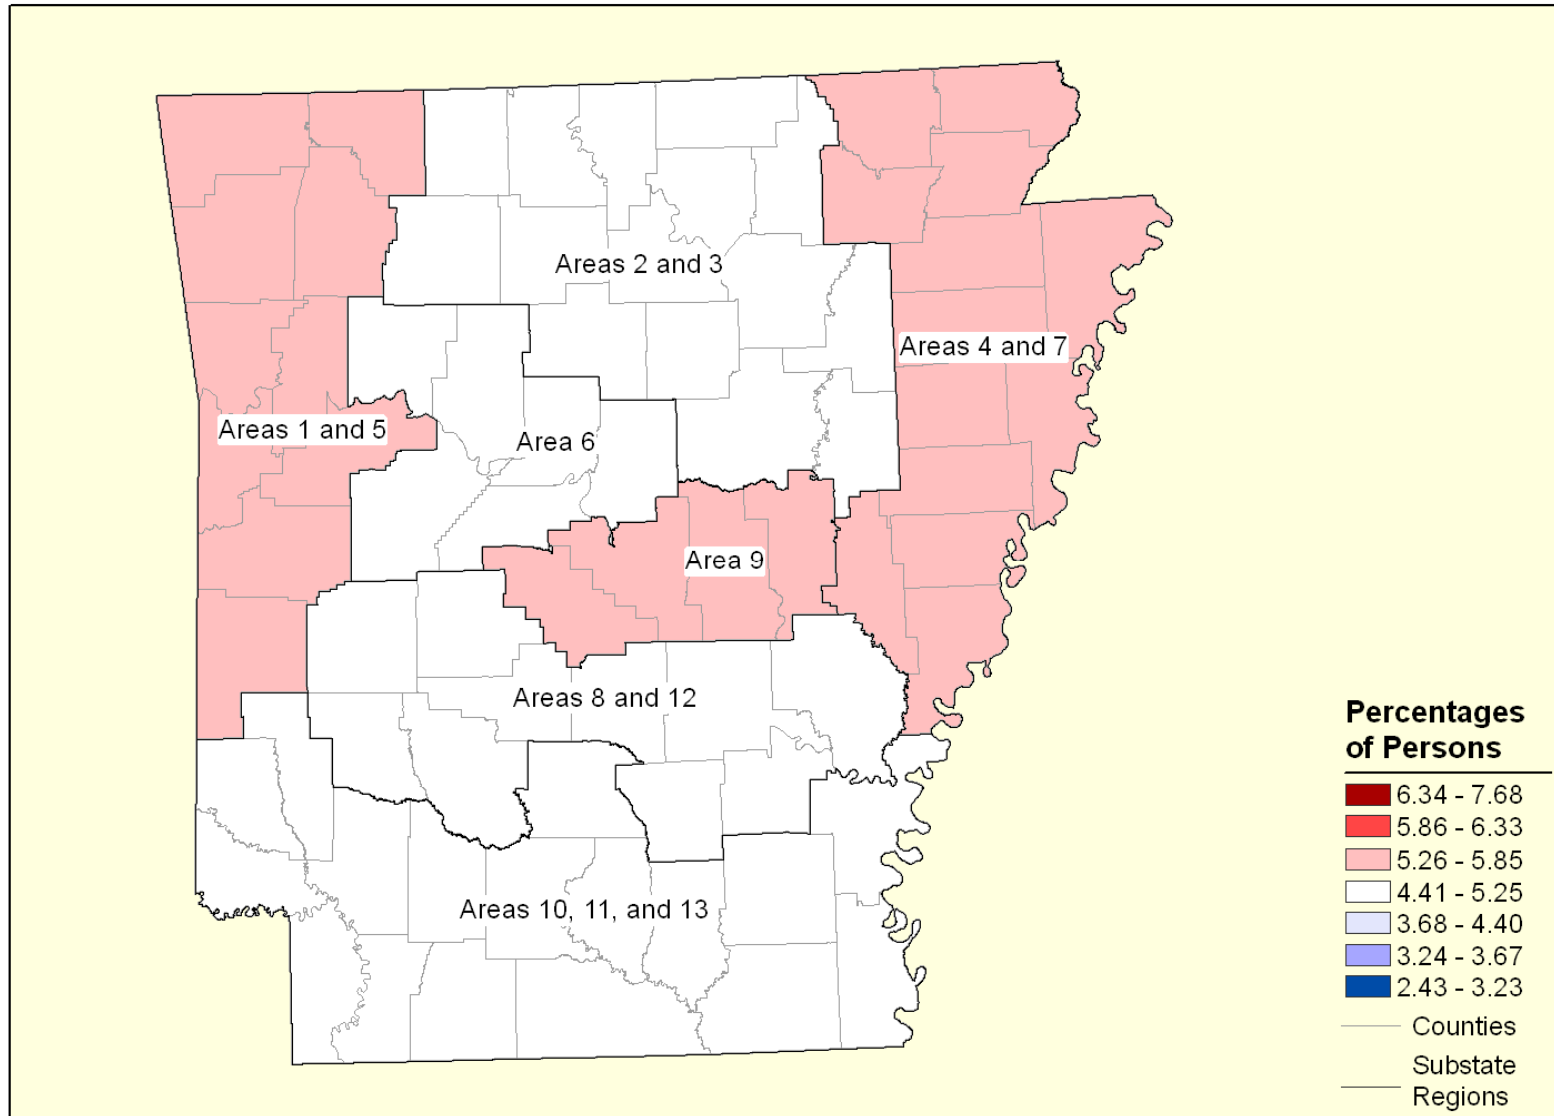 Areas 2 and 3
Areas 4 and 7
Areas 1 and 5
Area 6
Area 9
Areas 8 and 12
Areas 10, 11, and 13
Percentages
of Persons
6.34 - 7.68
5.86 - 6.33
5.26 - 5.85
4.41 - 5.25
3.68 - 4.40
3.24 - 3.67
2.43 - 3.23
Counties
Substate
Regions